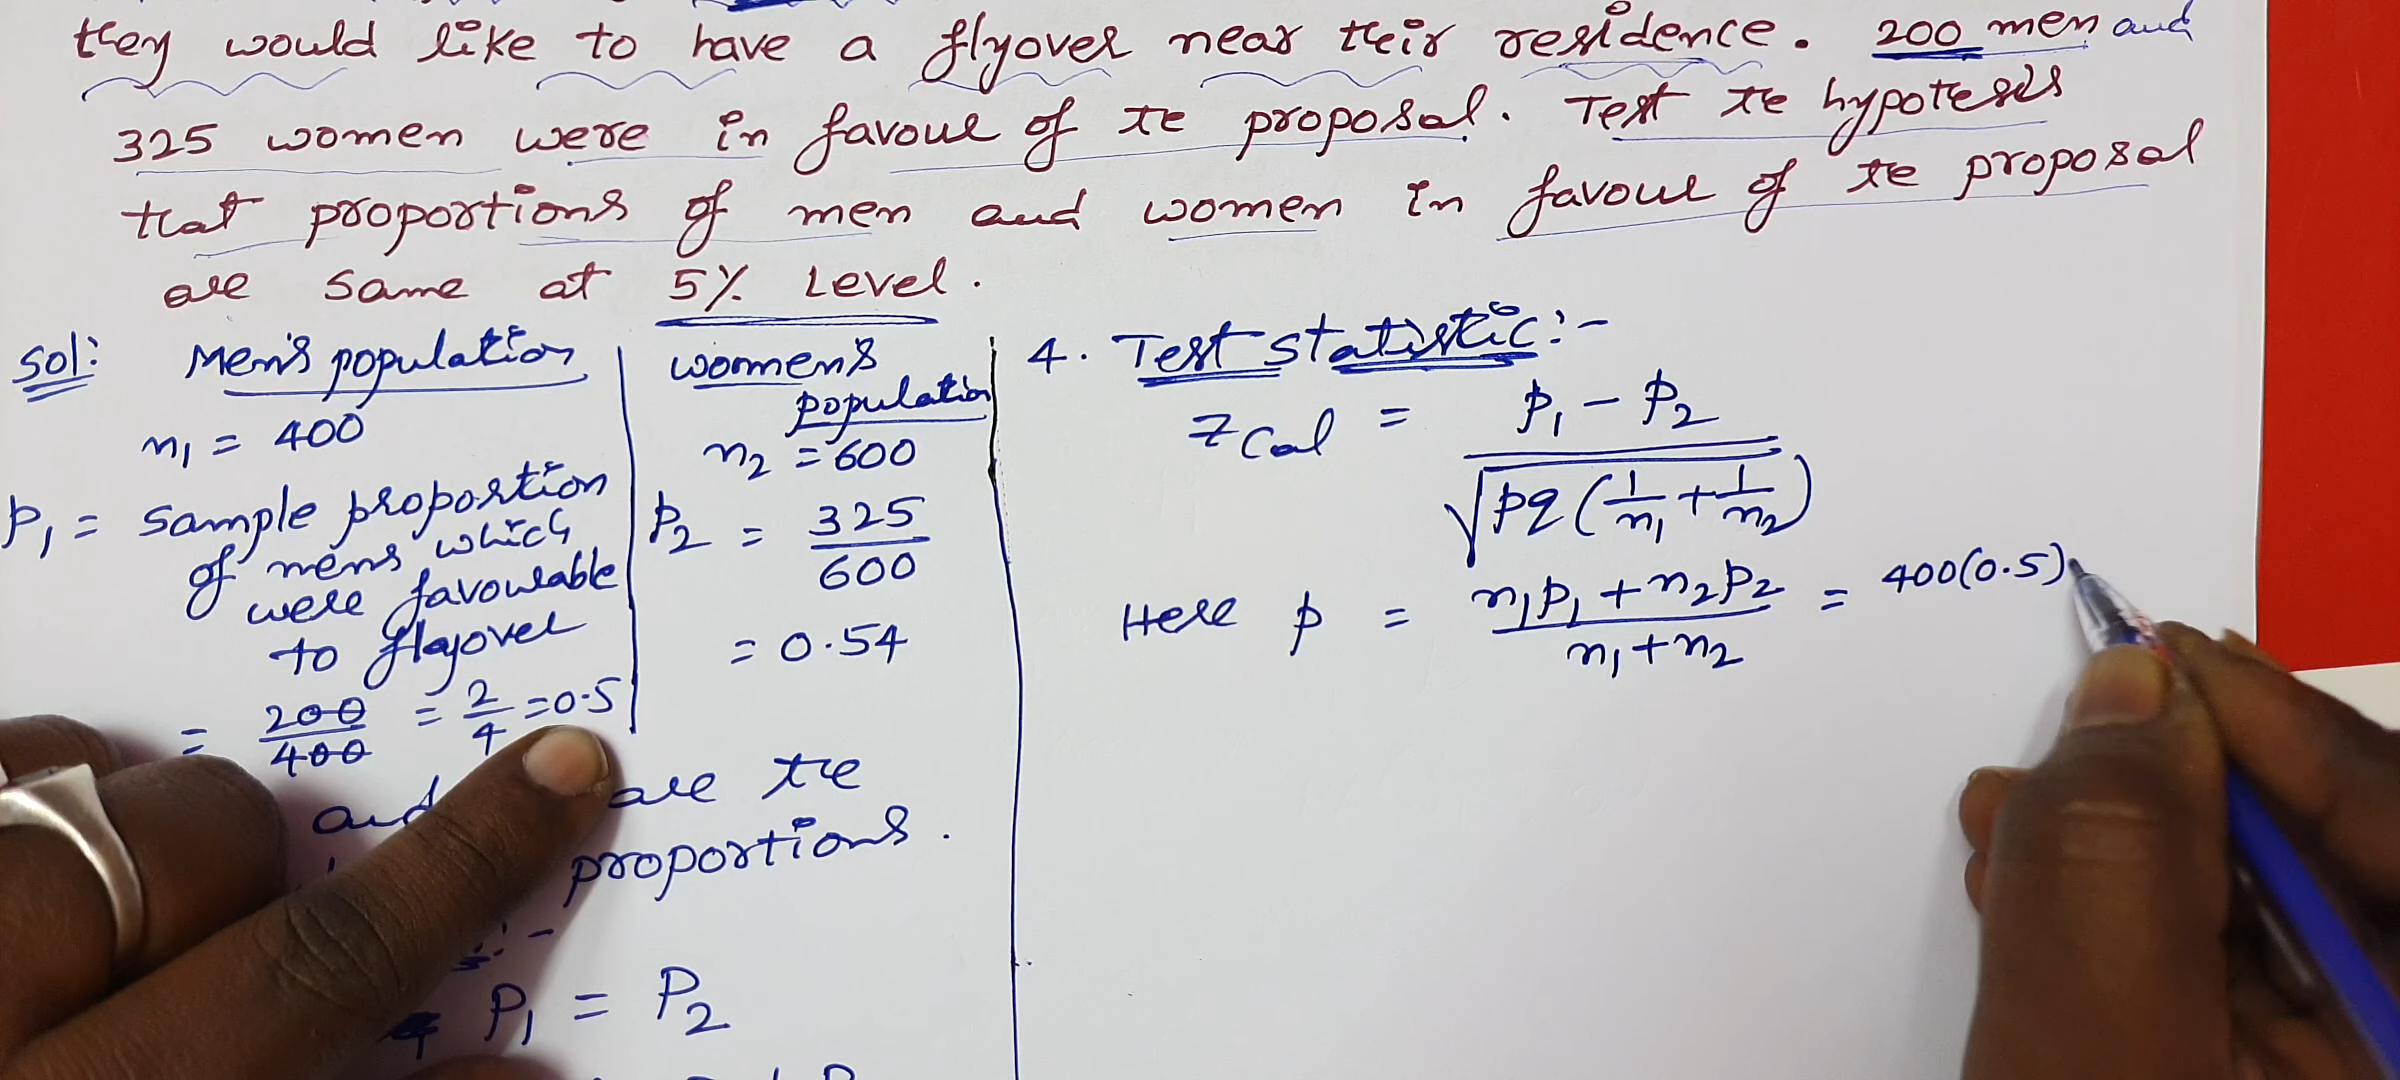 they would like to have a flyover near their residence. 200 men and
325 women were in favour of the proposal. Test the hypotesis
that proportions of men and women in favour of the proposal
are same at 5% Level.
Sol: Men's population
n₁ = 400
p₁ = sample proportion
of mens which
were favourable
to flyover
= 200/400 = 2/4 = 0.5
women's
population
n₂ = 600
p₂ = 325/600
= 0.54
and are the
proportions.
:-
P₁ = P₂
4. Test statistic:-
Z Cal = (p₁ - p₂) / √(pq(1/n₁ + 1/n₂))
Here p = (n₁p₁ + n₂p₂) / (n₁ + n₂) = 400(0.5)